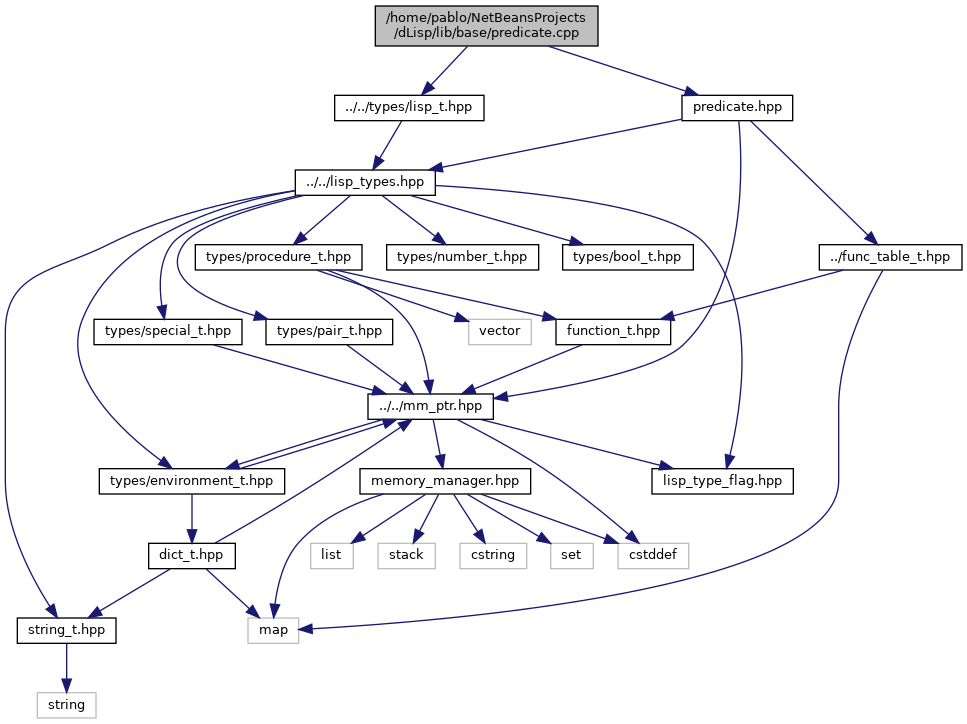 /home/pablo/NetBeansProjects
/dLisp/lib/base/predicate.cpp
../../types/lisp_t.hpp
predicate.hpp
../../lisp_types.hpp
types/procedure_t.hpp
types/number_t.hpp
types/bool_t.hpp
../func_table_t.hpp
types/special_t.hpp
types/pair_t.hpp
vector
function_t.hpp
../../mm_ptr.hpp
types/environment_t.hpp
memory_manager.hpp
lisp_type_flag.hpp
dict_t.hpp
list
stack
cstring
set
cstddef
string_t.hpp
map
string